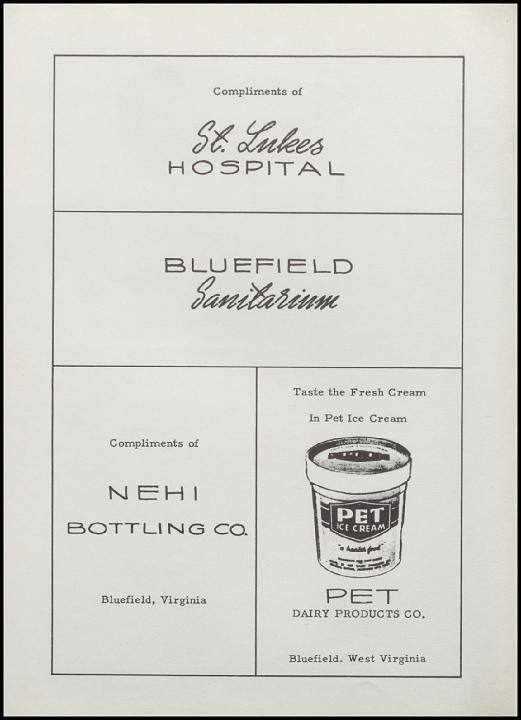 Compliments of
St. Lukes
HOSPITAL
BLUEFIELD
Sanitarium
Compliments of
NEHI
BOTTLING CO.
Bluefield, Virginia
Taste the Fresh Cream
In Pet Ice Cream
PET
PET
ICE CREAM
"a health food"
PET
DAIRY PRODUCTS CO.
Bluefield. West Virginia